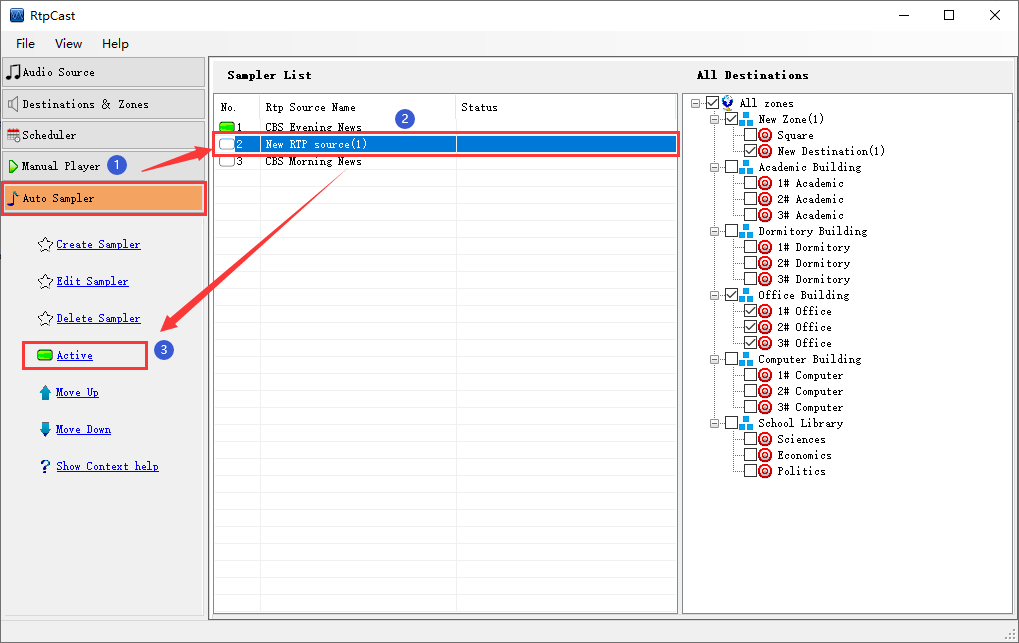 RtpCast
File View Help
Audio Source
Destinations & Zones
Scheduler
Manual Player 1
Auto Sampler
Create Sampler
Edit Sampler
Delete Sampler
Active 3
Move Up
Move Down
Show Context help
Sampler List
No. Rtp Source Name Status
2
1 CBS Evening News
2 New RTP source(1)
3 CBS Morning News
All Destinations
All zones
New Zone(1)
Square
New Destination(1)
Academic Building
1# Academic
2# Academic
3# Academic
Dormitory Building
1# Dormitory
2# Dormitory
3# Dormitory
Office Building
1# Office
2# Office
3# Office
Computer Building
1# Computer
2# Computer
3# Computer
School Library
Sciences
Economics
Politics